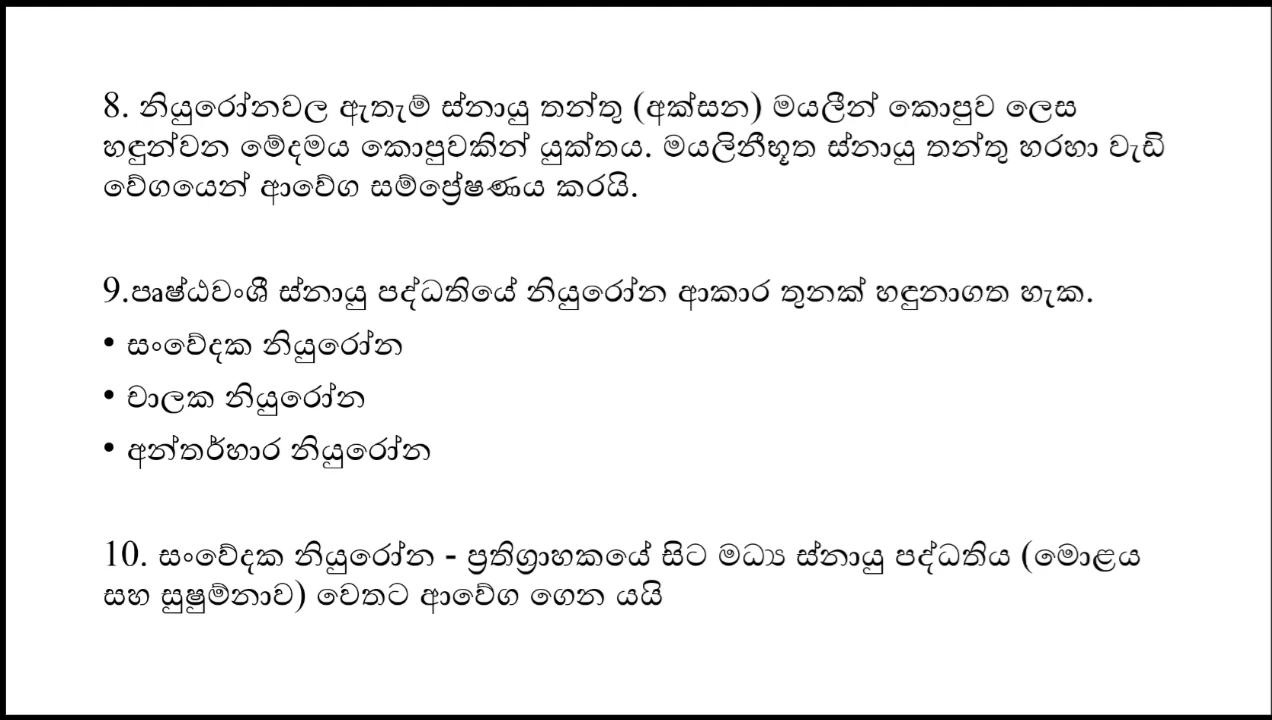 8. නියුරෝනවල ඇතැම් ස්නායු තන්තු (අක්සන) මයලීන් කොපුව ලෙස
හඳුන්වන මේදමය කොපුවකින් යුක්තය. මයලිනීභූත ස්නායු තන්තු හරහා වැඩි
වේගයෙන් ආවේග සම්ප්‍රේෂණය කරයි.
9.පෘෂ්ඨවංශී ස්නායු පද්ධතියේ නියුරෝන ආකාර තුනක් හඳුනාගත හැක.
• සංවේදක නියුරෝන
• චාලක නියුරෝන
• අන්තර්හාර නියුරෝන
10. සංවේදක නියුරෝන - ප්‍රතිග්‍රාහකයේ සිට මධ්‍ය ස්නායු පද්ධතිය (මොළය
සහ සුෂුම්නාව) වෙතට ආවේග ගෙන යයි